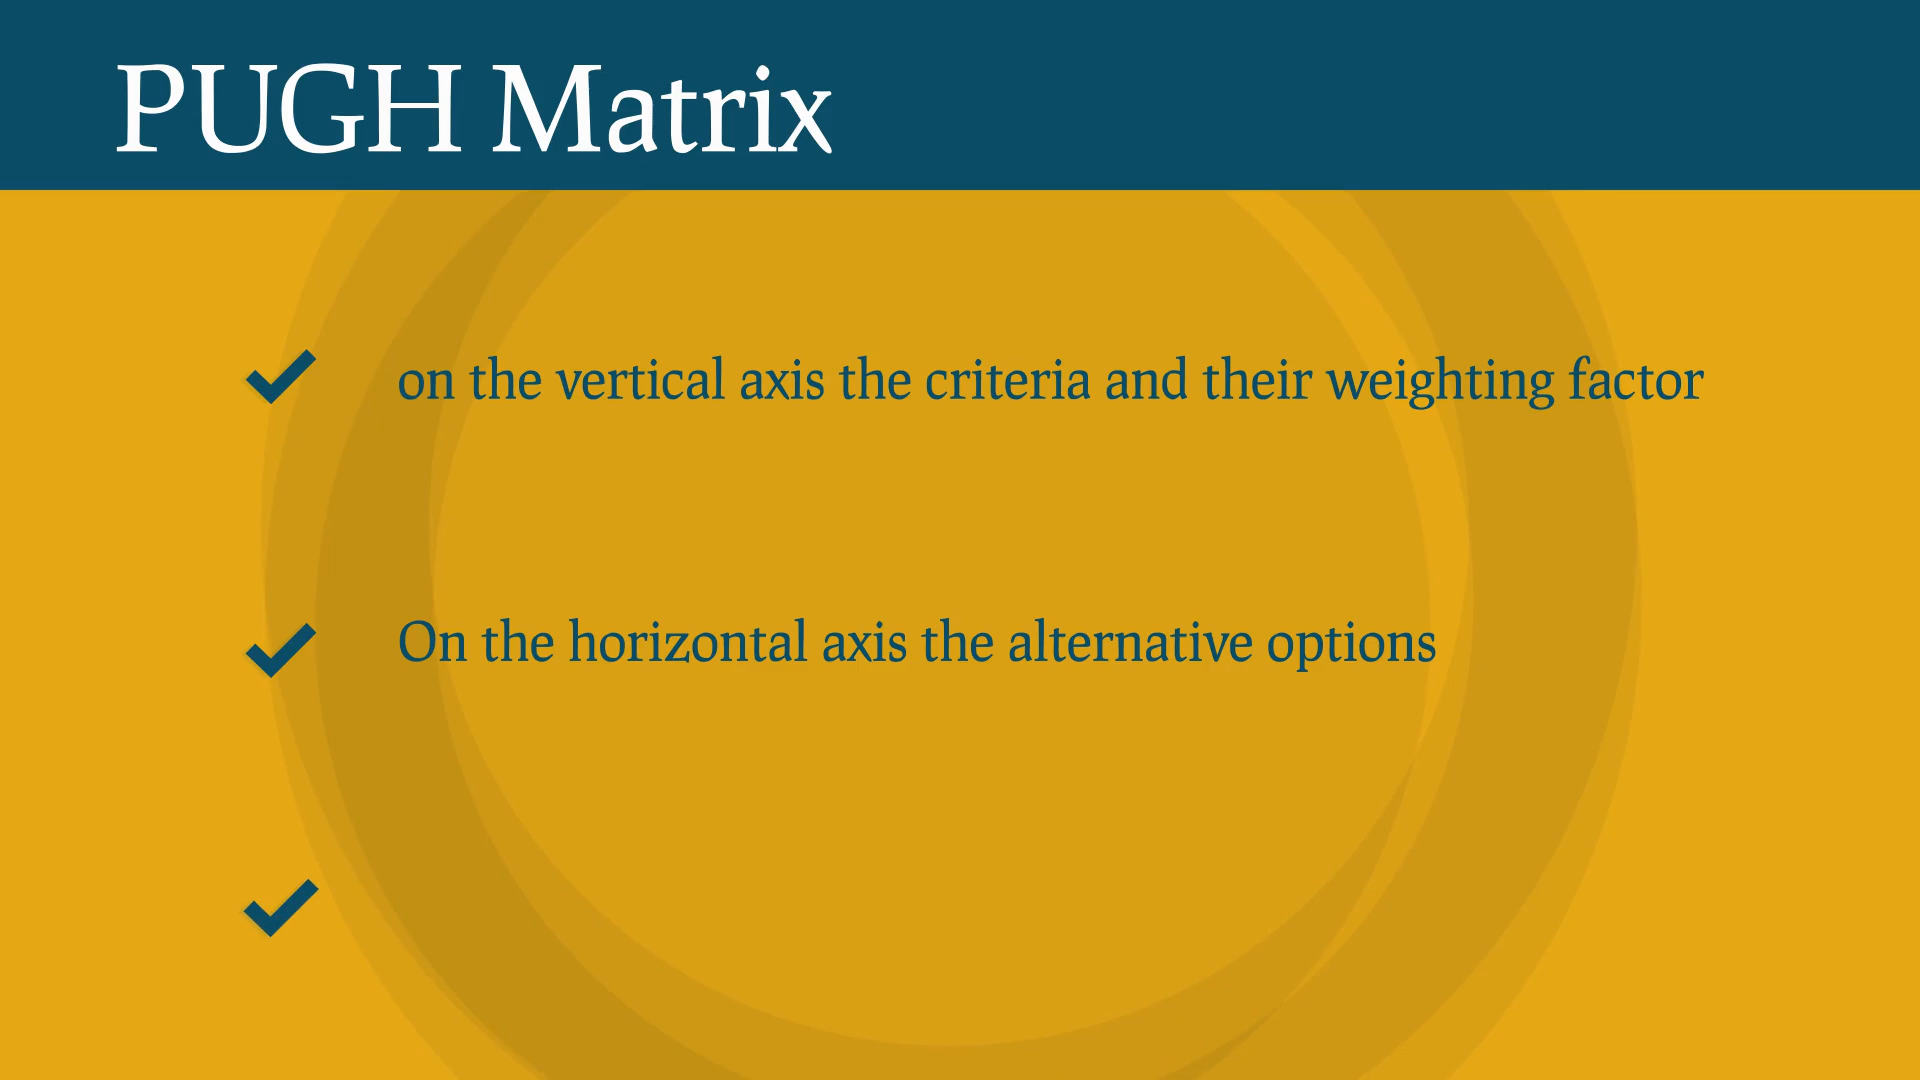 PUGH Matrix
on the vertical axis the criteria and their weighting factor
On the horizontal axis the alternative options